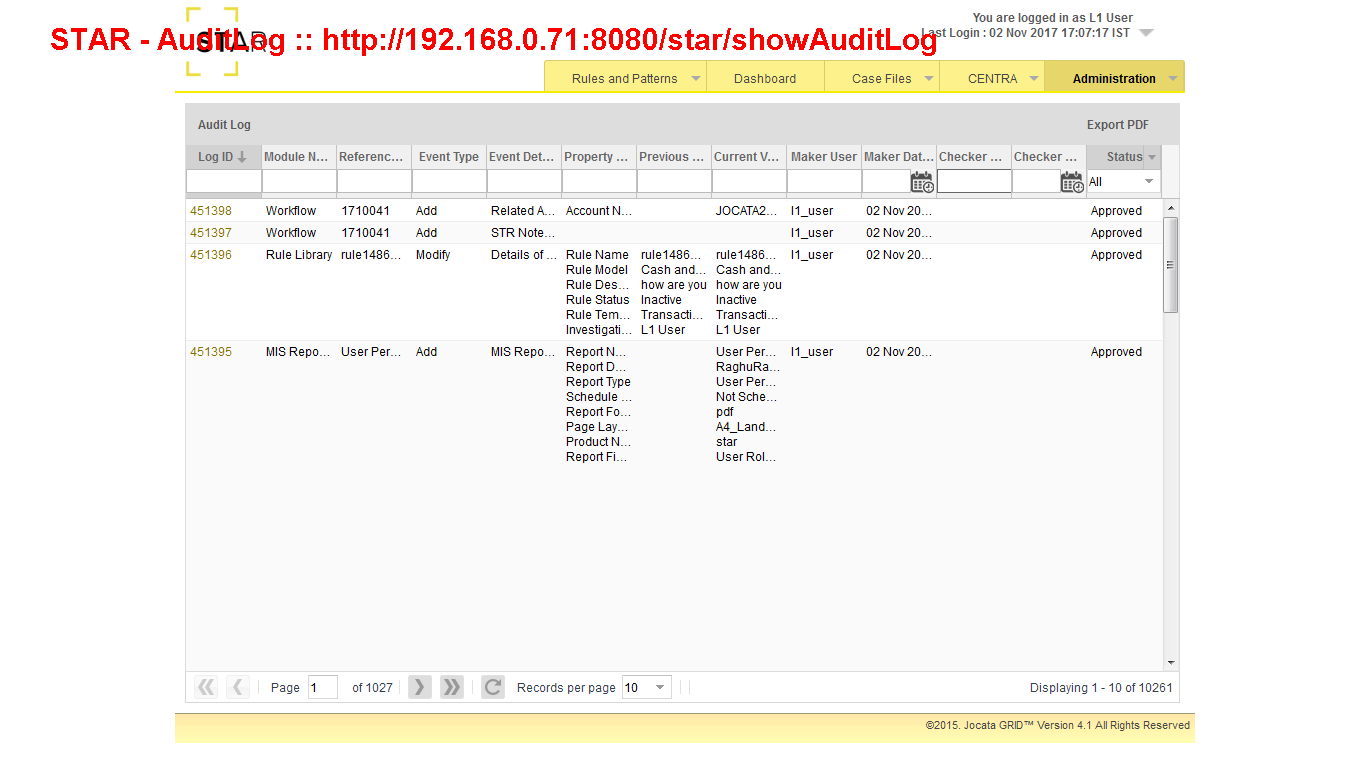 You are logged in as L1 User
STAR - AuditLog :: http://192.168.0.71:8080/star/showAuditLog
STAR
Last Login : 02 Nov 2017 17:07:17 IST
Rules and Patterns Dashboard Case Files CENTRA Administration
Audit Log Export PDF
Log ID Module N... Referenc... Event Type Event Det... Property ... Previous ... Current V... Maker User Maker Dat... Checker ... Checker ... Status
All
451398 Workflow 1710041 Add Related A... Account N... JOCATA2... l1_user 02 Nov 20... Approved
451397 Workflow 1710041 Add STR Note... l1_user 02 Nov 20... Approved
451396 Rule Library rule1486... Modify Details of ... Rule Name rule1486... rule1486... l1_user 02 Nov 20... Approved
Rule Model Cash and... Cash and...
Rule Des... how are you how are you
Rule Status Inactive Inactive
Rule Tem... Transacti... Transacti...
Investigati... L1 User L1 User
451395 MIS Repo... User Per... Add MIS Repo... Report N... User Per... l1_user 02 Nov 20... Approved
Report D... RaghuRa...
Report Type User Per...
Schedule ... Not Sche...
Report Fo... pdf
Page Lay... A4_Land...
Product N... star
Report Fi... User Rol...
Page 1 of 1027 Records per page 10 Displaying 1 - 10 of 10261
©2015. Jocata GRID™ Version 4.1 All Rights Reserved